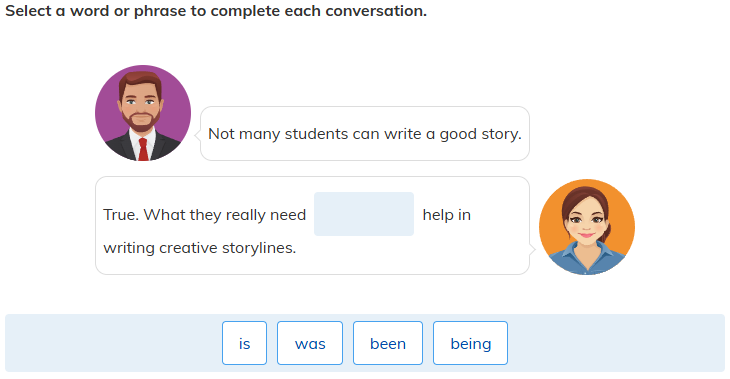 Select a word or phrase to complete each conversation.
Not many students can write a good story.
True. What they really need help in
writing creative storylines.
is was been being